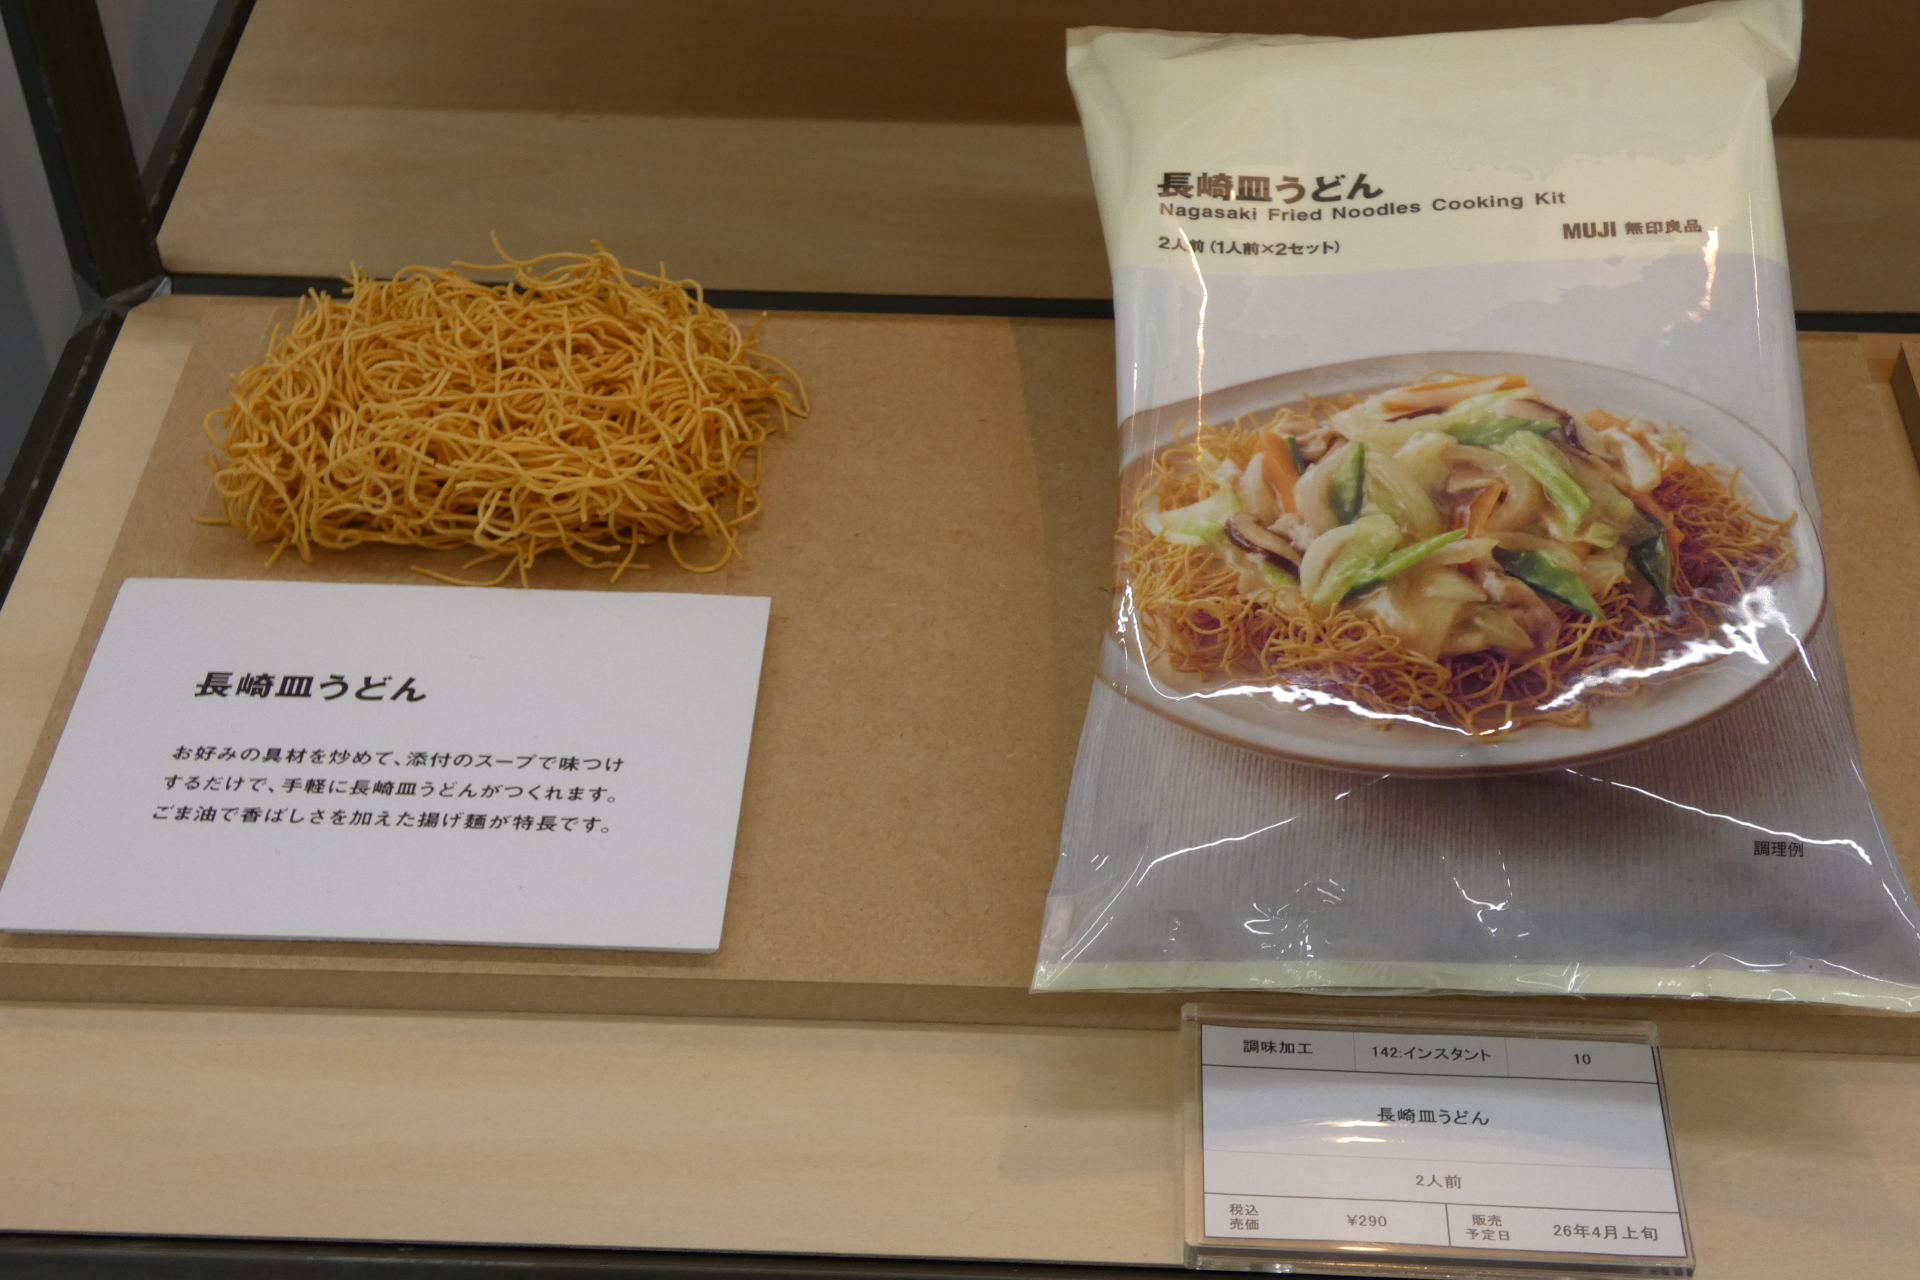 長崎皿うどん
Nagasaki Fried Noodles Cooking Kit
2人前（1人前×2セット）
MUJI 無印良品
調理例
長崎皿うどん
お好みの具材を炒めて、添付のスープで味つけ
するだけで、手軽に長崎皿うどんがつくれます。
ごま油で香ばしさを加えた揚げ麺が特長です。
調味加工 142:インスタント 10
長崎皿うどん
2人前
税込
売価
¥290
販売
予定日
26年4月上旬